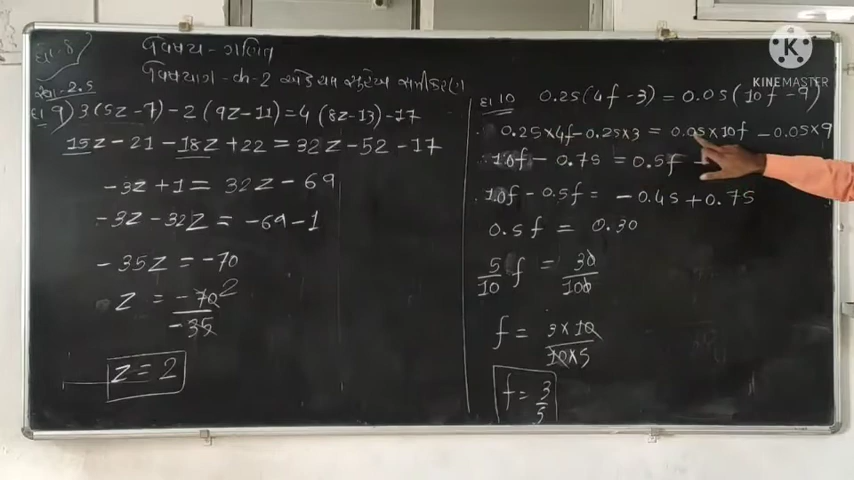 ધો-8
વિષય - ગણિત
વિષયાંગ - ch-2 એકચલ સુરેખ સમીકરણ
સ્વા-2.5
દા 9) 3(5z-7)-2(9z-11)=4(8z-13)-17
15z-21-18z+22=32z-52-17
-3z+1=32z-69
-3z-32z=-69-1
-35z=-70
z = -70 2
-35
z=2
દા.10 0.25(4f-3)=0.05(10f-9)
0.25×4f-0.25×3=0.05×10f-0.05×9
1.0f-0.75=0.5f-
1.0f-0.5f=-0.45+0.75
0.5f=0.30
5/10 f = 30/100
f = 3×10
10×5
f = 3/5
KINEMASTER